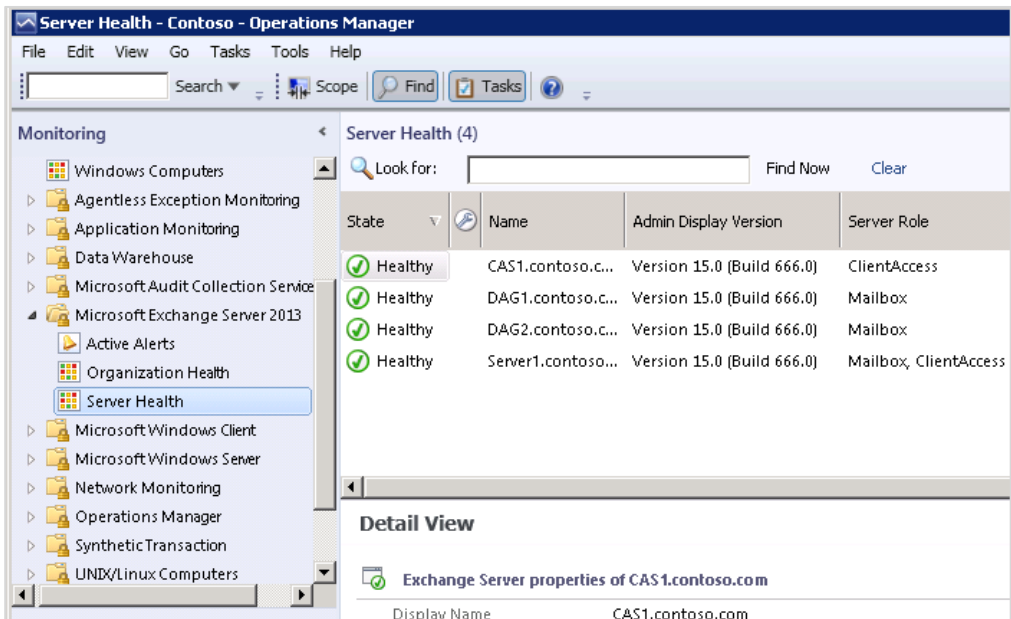 Server Health - Contoso - Operations Manager
File Edit View Go Tasks Tools Help
Search Scope Find Tasks
Monitoring
Windows Computers
Agentless Exception Monitoring
Application Monitoring
Data Warehouse
Microsoft Audit Collection Service
Microsoft Exchange Server 2013
Active Alerts
Organization Health
Server Health
Microsoft Windows Client
Microsoft Windows Server
Network Monitoring
Operations Manager
Synthetic Transaction
UNIX/Linux Computers
Server Health (4)
Look for: Find Now Clear
State Name Admin Display Version Server Role
Healthy CAS1.contoso.c... Version 15.0 (Build 666.0) ClientAccess
Healthy DAG1.contoso.c... Version 15.0 (Build 666.0) Mailbox
Healthy DAG2.contoso.c... Version 15.0 (Build 666.0) Mailbox
Healthy Server1.contoso... Version 15.0 (Build 666.0) Mailbox, ClientAccess
Detail View
Exchange Server properties of CAS1.contoso.com
Display Name CAS1.contoso.com